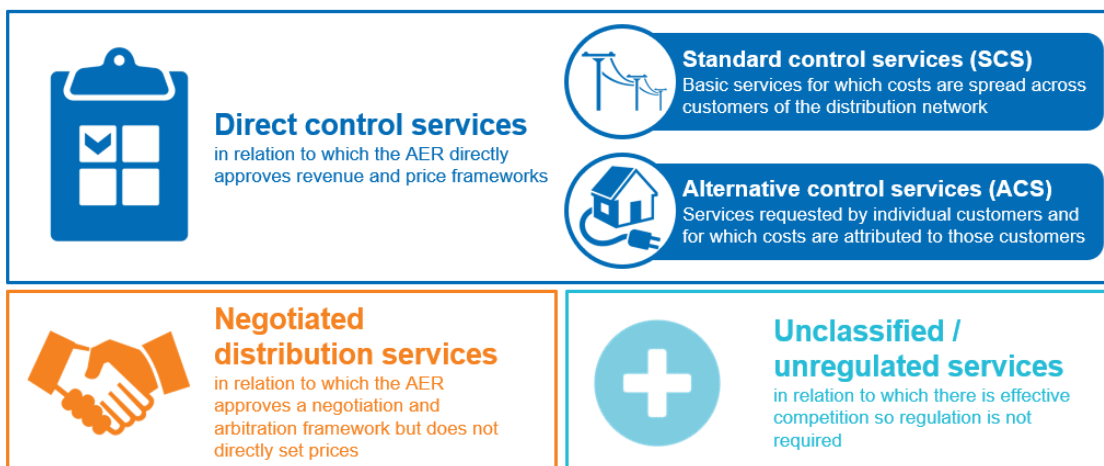 Direct control services
in relation to which the AER directly
approves revenue and price frameworks
Standard control services (SCS)
Basic services for which costs are spread across
customers of the distribution network
Alternative control services (ACS)
Services requested by individual customers and
for which costs are attributed to those customers
Negotiated
distribution services
in relation to which the AER
approves a negotiation and
arbitration framework but does not
directly set prices
Unclassified /
unregulated services
in relation to which there is effective
competition so regulation is not
required